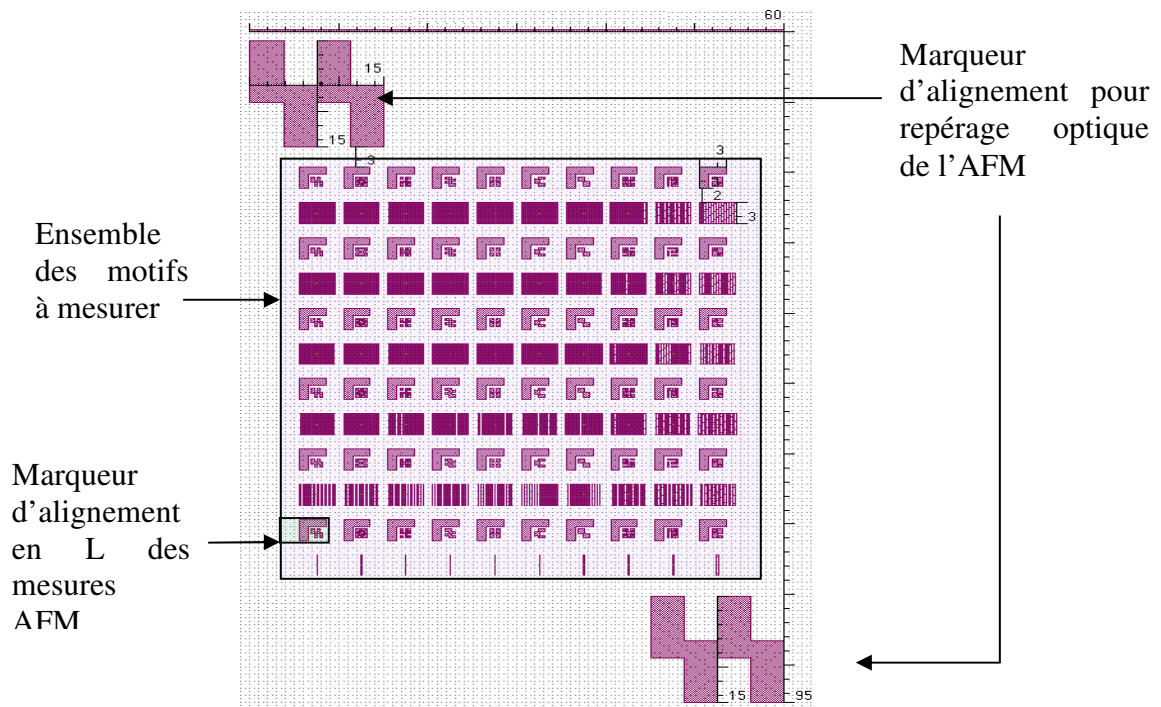 60
Marqueur
d'alignement pour
repérage optique
de l'AFM
15
15
3
3
2
3
Ensemble
des motifs
à mesurer
Marqueur
d'alignement
en L des
mesures
AFM
15
95